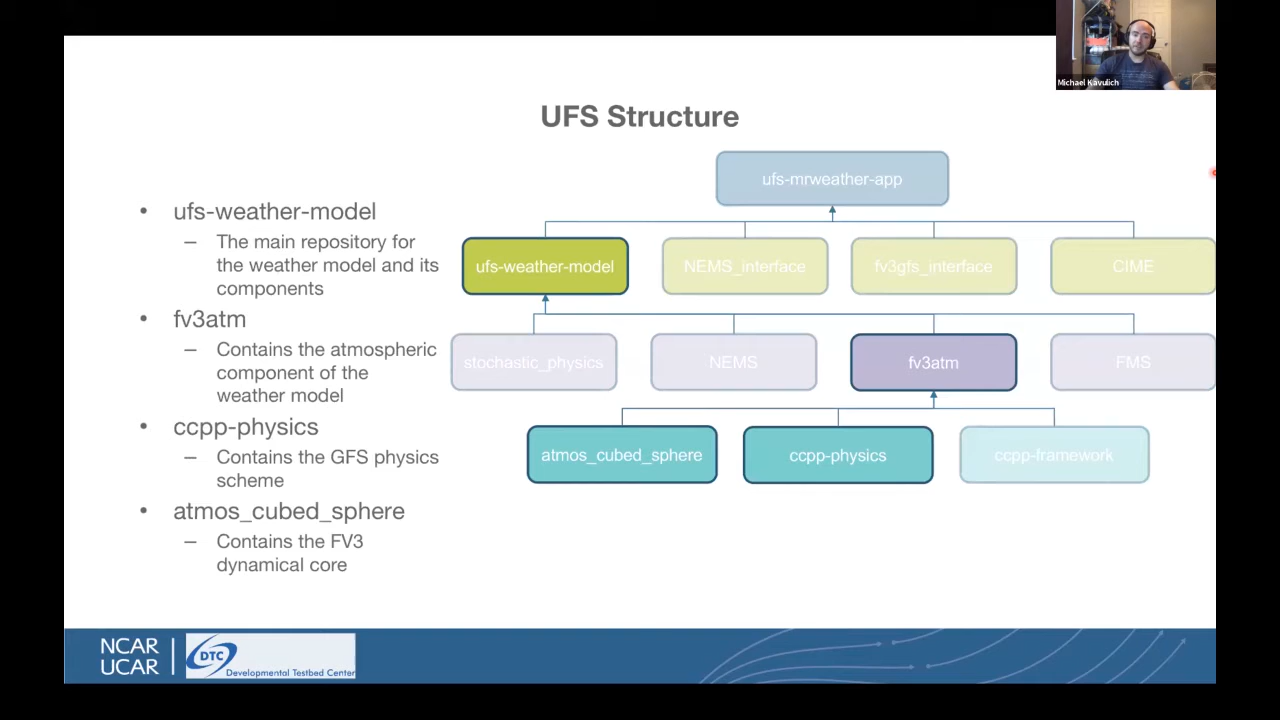 Michael Kavulich
UFS Structure
• ufs-weather-model
– The main repository for
the weather model and its
components
• fv3atm
– Contains the atmospheric
component of the
weather model
• ccpp-physics
– Contains the GFS physics
scheme
• atmos_cubed_sphere
– Contains the FV3
dynamical core
ufs-mrweather-app
ufs-weather-model
NEMS_interface
fv3gfs_interface
CIME
stochastic_physics
NEMS
fv3atm
FMS
atmos_cubed_sphere
ccpp-physics
ccpp-framework
NCAR
UCAR
DTC
Developmental Testbed Center